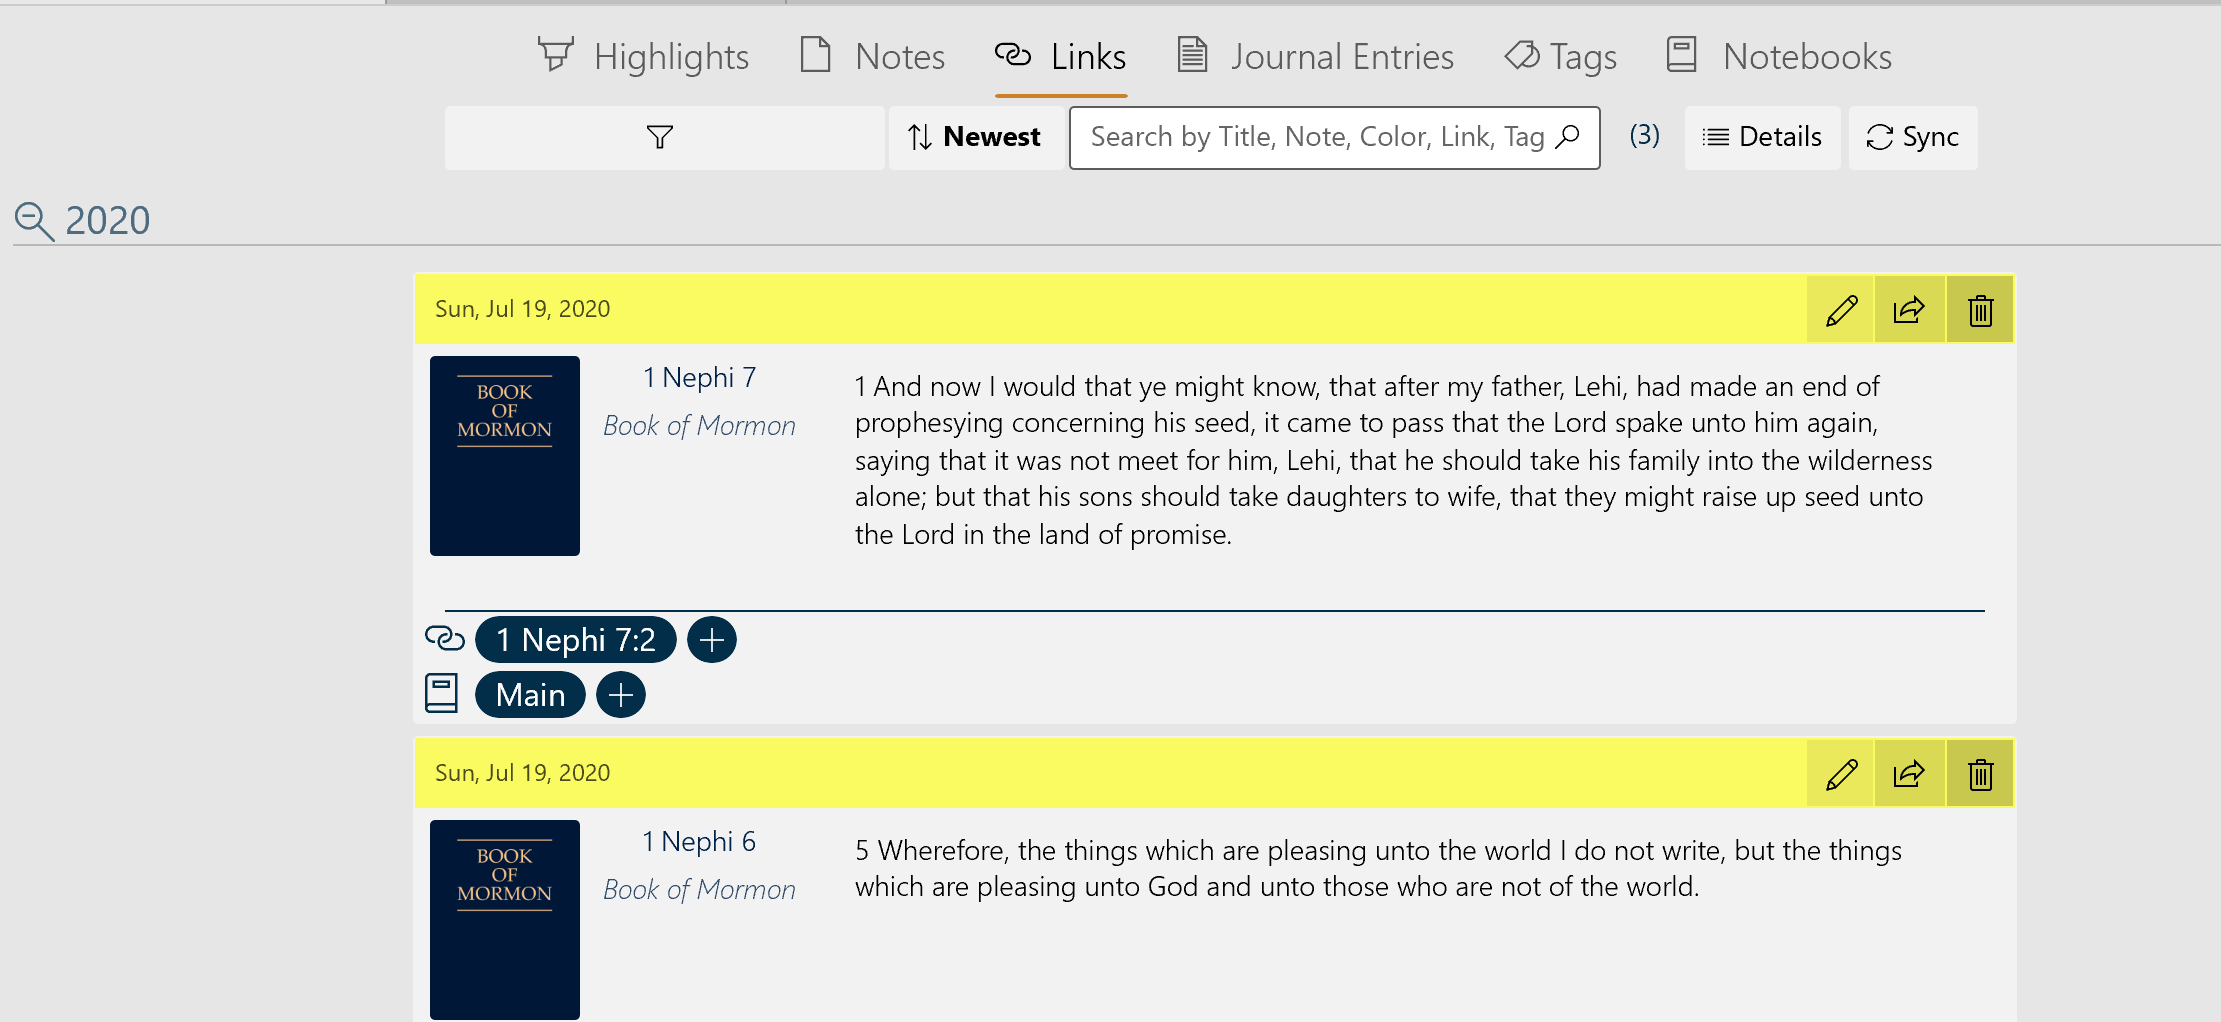 Highlights Notes Links Journal Entries Tags Notebooks
Newest Search by Title, Note, Color, Link, Tag (3) Details Sync
2020
Sun, Jul 19, 2020
BOOK
OF
MORMON
1 Nephi 7
Book of Mormon
1 And now I would that ye might know, that after my father, Lehi, had made an end of
prophesying concerning his seed, it came to pass that the Lord spake unto him again,
saying that it was not meet for him, Lehi, that he should take his family into the wilderness
alone; but that his sons should take daughters to wife, that they might raise up seed unto
the Lord in the land of promise.
1 Nephi 7:2
Main
Sun, Jul 19, 2020
BOOK
OF
MORMON
1 Nephi 6
Book of Mormon
5 Wherefore, the things which are pleasing unto the world I do not write, but the things
which are pleasing unto God and unto those who are not of the world.